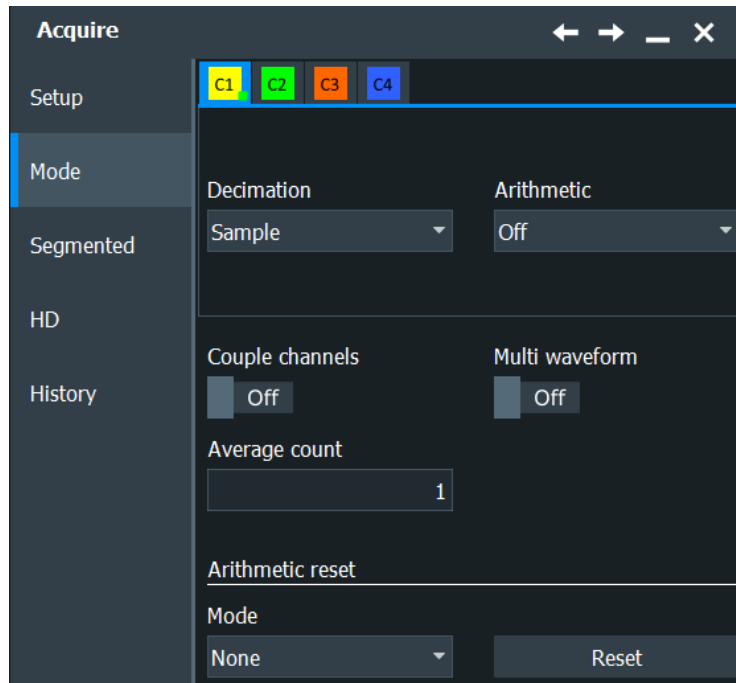 Acquire
Setup
Mode
Segmented
HD
History
C1 C2 C3 C4
Decimation Arithmetic
Sample Off
Couple channels Multi waveform
Off Off
Average count
1
Arithmetic reset
Mode
None Reset